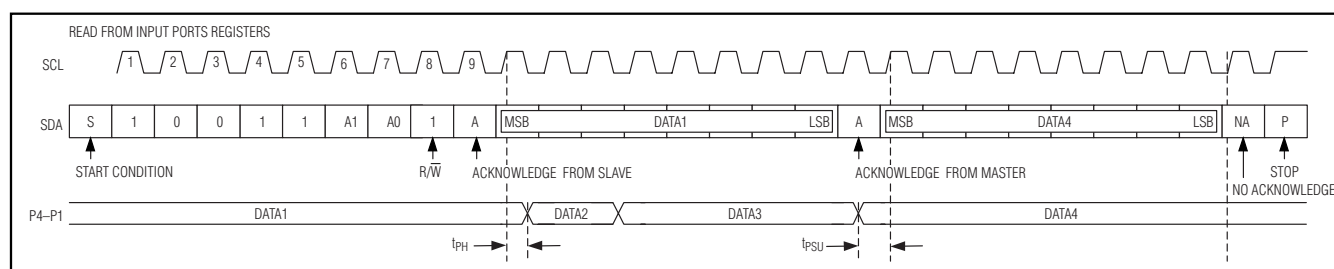 READ FROM INPUT PORTS REGISTERS
SCL 1 2 3 4 5 6 7 8 9
SDA S 1 0 0 1 1 A1 A0 1 A MSB DATA1 LSB A MSB DATA4 LSB NA P
START CONDITION R/W̅ ACKNOWLEDGE FROM SLAVE ACKNOWLEDGE FROM MASTER STOP
NO ACKNOWLEDGE
P4–P1 DATA1 DATA2 DATA3 DATA4
tPH tPSU